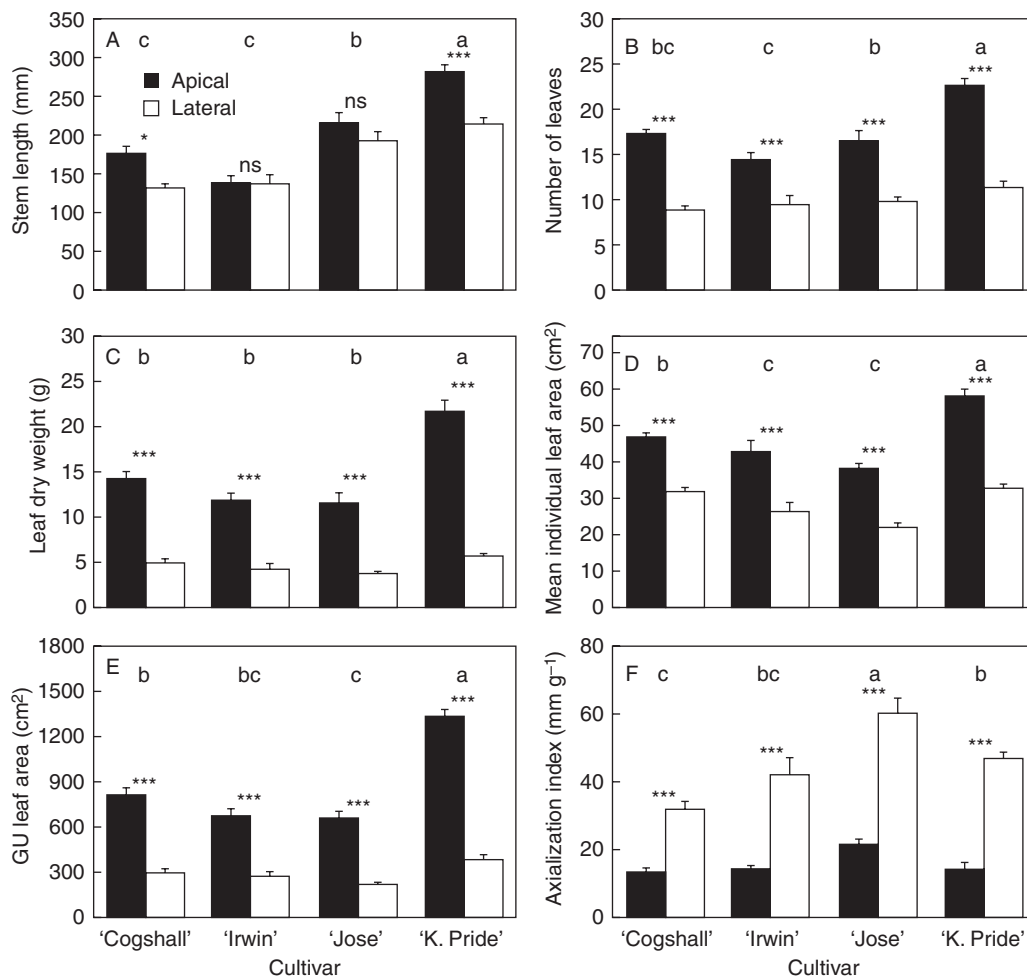 A c c b a
Apical
Lateral
* ns ns ***
Stem length (mm)
350
300
250
200
150
100
50
0
B bc c b a
*** *** *** ***
Number of leaves
30
25
20
15
10
5
0
C b b b a
*** *** *** ***
Leaf dry weight (g)
30
25
20
15
10
5
0
D b c c a
*** *** *** ***
Mean individual leaf area (cm²)
70
60
50
40
30
20
10
0
E b bc c a
*** *** *** ***
GU leaf area (cm²)
1800
1500
1200
900
600
300
0
‘Cogshall’ ‘Irwin’ ‘Jose’ ‘K. Pride’
Cultivar
F c bc a b
*** *** *** ***
Axialization index (mm g⁻¹)
80
60
40
20
0
‘Cogshall’ ‘Irwin’ ‘Jose’ ‘K. Pride’
Cultivar